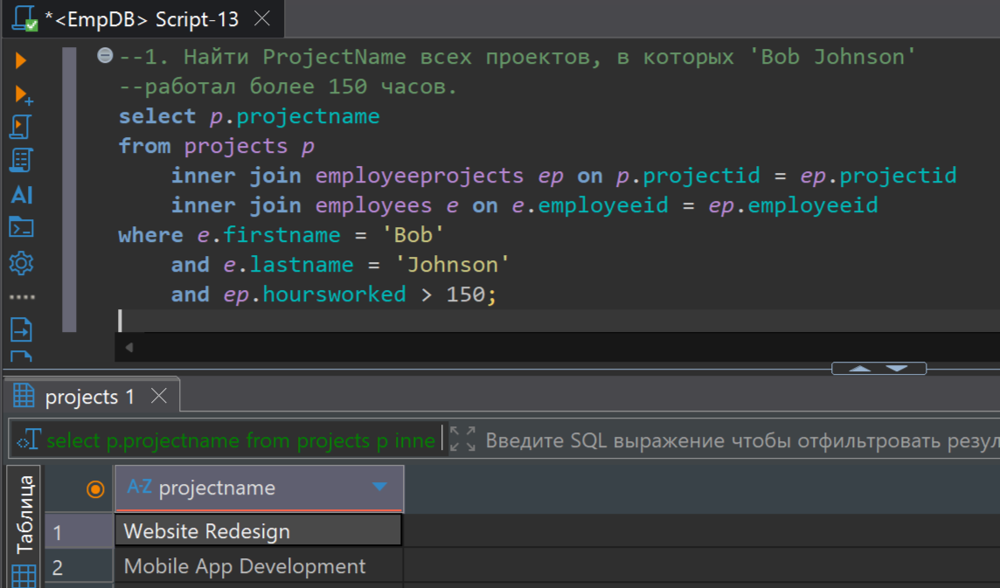 *<EmpDB> Script-13
--1. Найти ProjectName всех проектов, в которых 'Bob Johnson'
--работал более 150 часов.
select p.projectname
from projects p
inner join employeeprojects ep on p.projectid = ep.projectid
inner join employees e on e.employeeid = ep.employeeid
where e.firstname = 'Bob'
and e.lastname = 'Johnson'
and ep.hoursworked > 150;
AI
projects 1
select p.projectname from projects p inne
Введите SQL выражение чтобы отфильтровать резул
Таблица
A-Z projectname
1 Website Redesign
2 Mobile App Development